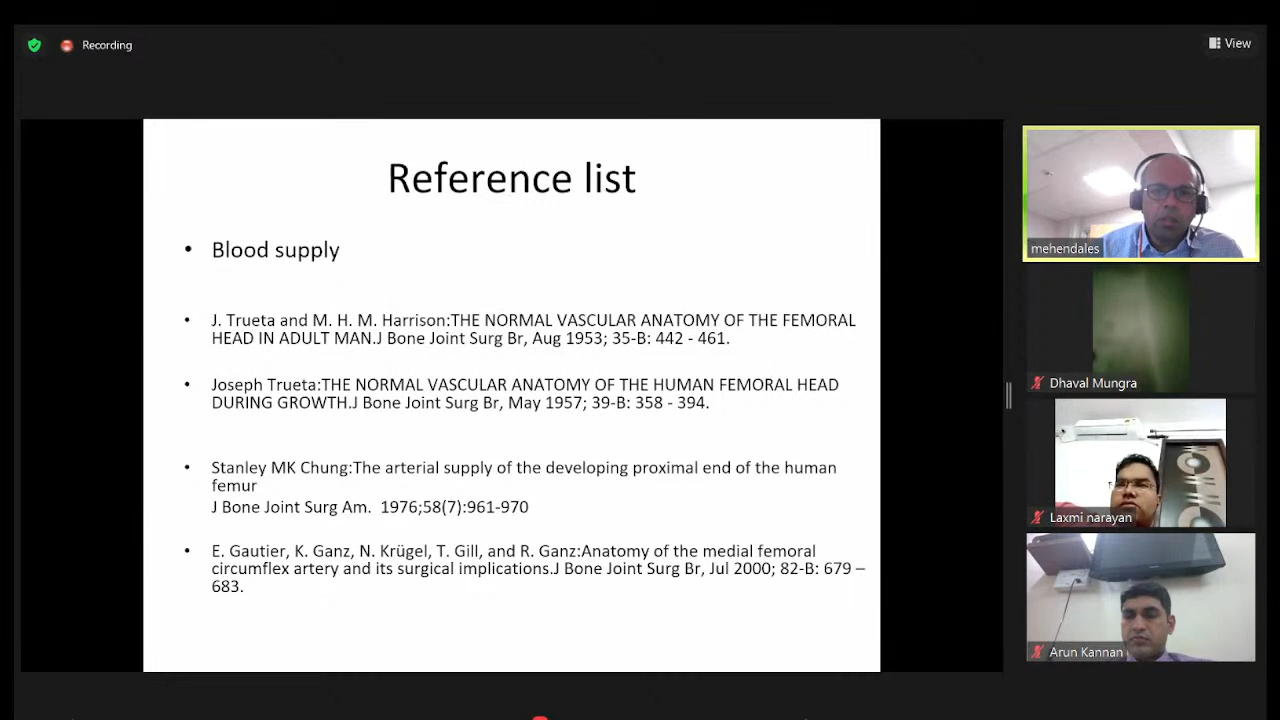 Recording
View
Reference list
• Blood supply
• J. Trueta and M. H. M. Harrison:THE NORMAL VASCULAR ANATOMY OF THE FEMORAL
HEAD IN ADULT MAN.J Bone Joint Surg Br, Aug 1953; 35-B: 442 - 461.
• Joseph Trueta:THE NORMAL VASCULAR ANATOMY OF THE HUMAN FEMORAL HEAD
DURING GROWTH.J Bone Joint Surg Br, May 1957; 39-B: 358 - 394.
• Stanley MK Chung:The arterial supply of the developing proximal end of the human
femur
J Bone Joint Surg Am. 1976;58(7):961-970
• E. Gautier, K. Ganz, N. Krügel, T. Gill, and R. Ganz:Anatomy of the medial femoral
circumflex artery and its surgical implications.J Bone Joint Surg Br, Jul 2000; 82-B: 679 –
683.
mehendales
Dhaval Mungra
Laxmi narayan
Arun Kannan